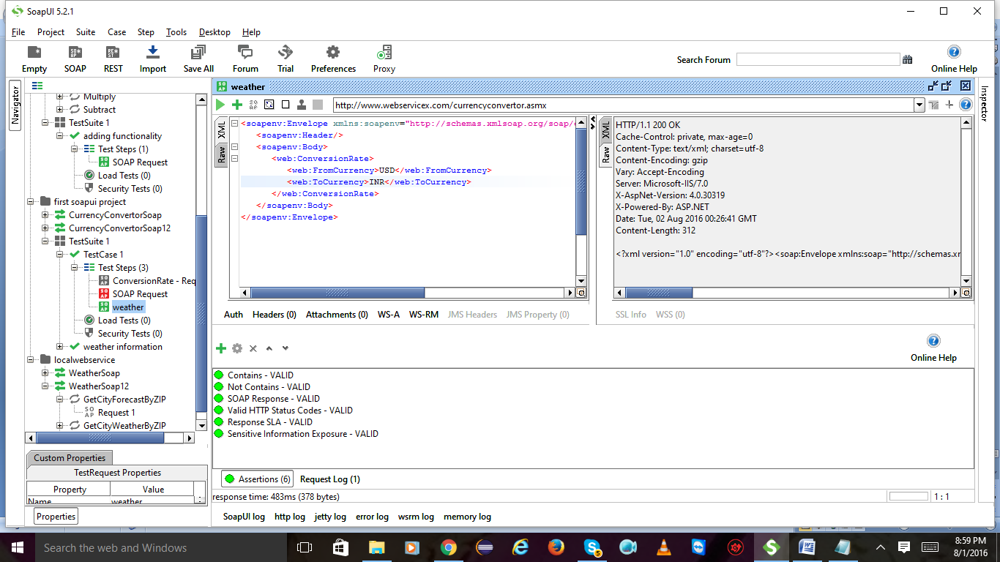 SoapUI 5.2.1
File Project Suite Case Step Tools Desktop Help
Empty SOAP REST Import Save All Forum Trial Preferences Proxy Search Forum Online Help
Navigator
Multiply
Subtract
TestSuite 1
adding functionality
Test Steps (1)
SOAP Request
Load Tests (0)
Security Tests (0)
first soapui project
CurrencyConvertorSoap
CurrencyConvertorSoap12
TestSuite 1
TestCase 1
Test Steps (3)
ConversionRate - Req
SOAP Request
weather
Load Tests (0)
Security Tests (0)
weather information
localwebservice
WeatherSoap
WeatherSoap12
GetCityForecastByZIP
Request 1
GetCityWeatherByZIP
Custom Properties
TestRequest Properties
Property Value
Name weather
Properties
weather
http://www.webservicex.com/currencyconvertor.asmx
XML
Raw
<soapenv:Envelope xmlns:soapenv="http://schemas.xmlsoap.org/soap/
<soapenv:Header/>
<soapenv:Body>
<web:ConversionRate>
<web:FromCurrency>USD</web:FromCurrency>
<web:ToCurrency>INR</web:ToCurrency>
</web:ConversionRate>
</soapenv:Body>
</soapenv:Envelope>
Auth Headers (0) Attachments (0) WS-A WS-RM JMS Headers JMS Property (0)
XML
Raw
HTTP/1.1 200 OK
Cache-Control: private, max-age=0
Content-Type: text/xml; charset=utf-8
Content-Encoding: gzip
Vary: Accept-Encoding
Server: Microsoft-IIS/7.0
X-AspNet-Version: 4.0.30319
X-Powered-By: ASP.NET
Date: Tue, 02 Aug 2016 00:26:41 GMT
Content-Length: 312
<?xml version="1.0" encoding="utf-8"?><soap:Envelope xmlns:soap="http://schemas.xm
SSL Info WSS (0)
Inspector
Online Help
Contains - VALID
Not Contains - VALID
SOAP Response - VALID
Valid HTTP Status Codes - VALID
Response SLA - VALID
Sensitive Information Exposure - VALID
Assertions (6) Request Log (1)
response time: 483ms (378 bytes) 1 : 1
SoapUI log http log jetty log error log wsrm log memory log
Search the web and Windows
5
8:59 PM
8/1/2016